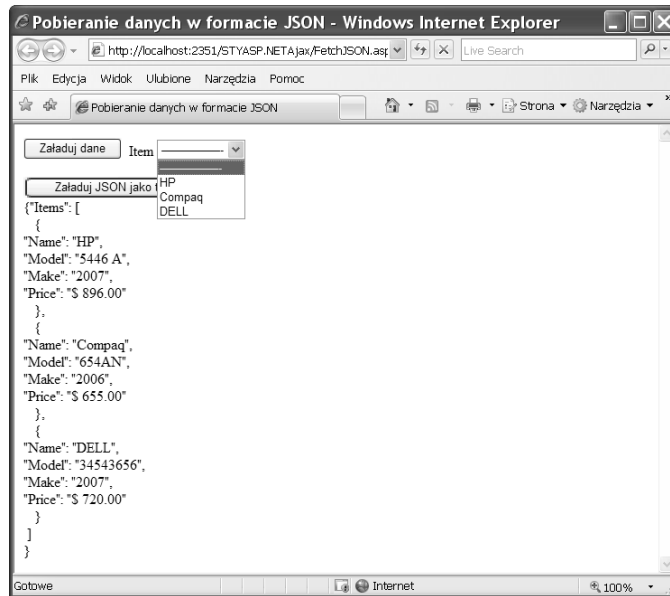 Pobieranie danych w formacie JSON - Windows Internet Explorer
http://localhost:2351/STYASP.NETAjax/FetchJSON.asp
Live Search
Plik Edycja Widok Ulubione Narzędzia Pomoc
Pobieranie danych w formacie JSON
Strona
Narzędzia
Załaduj dane
Item
HP
Compaq
DELL
Załaduj JSON jako
{"Items": [
{
"Name": "HP",
"Model": "5446 A",
"Make": "2007",
"Price": "$ 896.00"
},
{
"Name": "Compaq",
"Model": "654AN",
"Make": "2006",
"Price": "$ 655.00"
},
{
"Name": "DELL",
"Model": "34543656",
"Make": "2007",
"Price": "$ 720.00"
}
]
}
Gotowe
Internet
100%